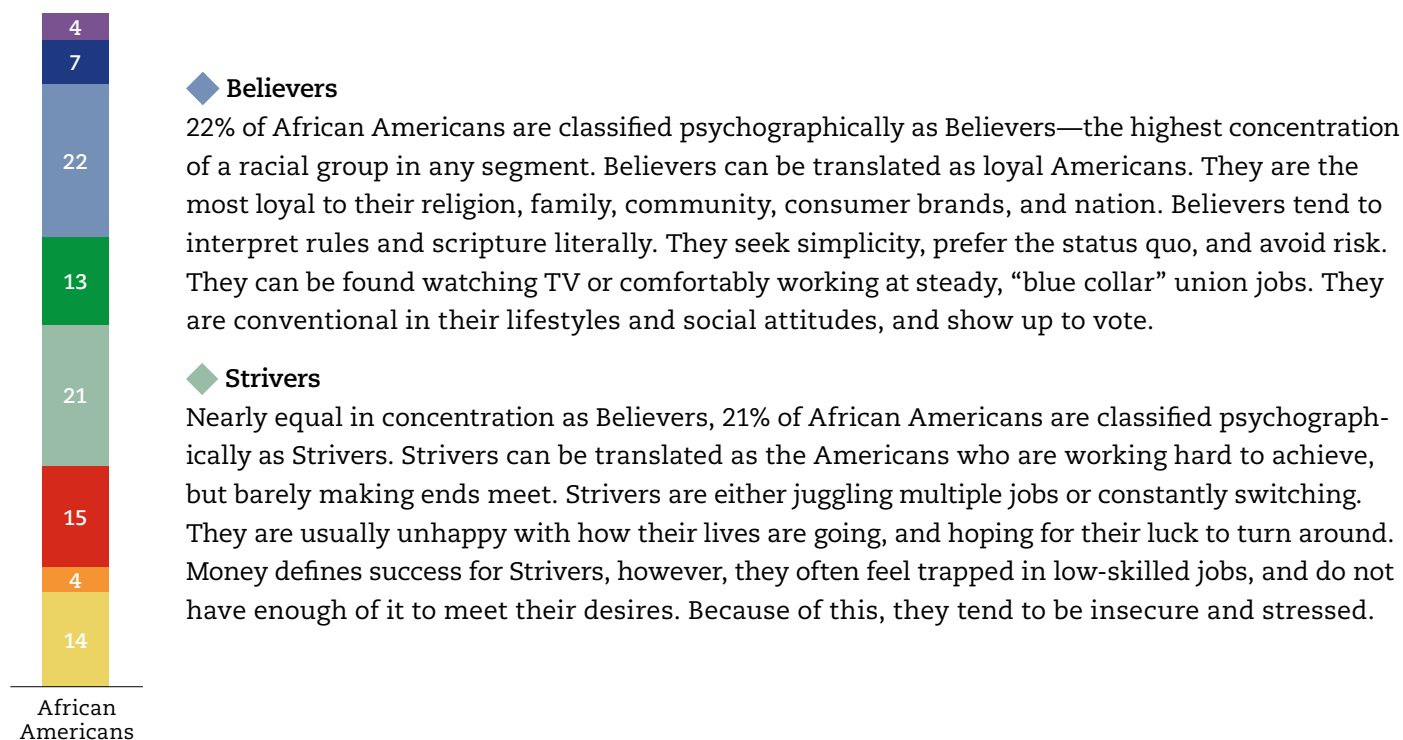 4
7
22
13
21
15
4
14
African
Americans
Believers
22% of African Americans are classified psychographically as Believers—the highest concentration
of a racial group in any segment. Believers can be translated as loyal Americans. They are the
most loyal to their religion, family, community, consumer brands, and nation. Believers tend to
interpret rules and scripture literally. They seek simplicity, prefer the status quo, and avoid risk.
They can be found watching TV or comfortably working at steady, “blue collar” union jobs. They
are conventional in their lifestyles and social attitudes, and show up to vote.
Strivers
Nearly equal in concentration as Believers, 21% of African Americans are classified psychograph-
ically as Strivers. Strivers can be translated as the Americans who are working hard to achieve,
but barely making ends meet. Strivers are either juggling multiple jobs or constantly switching.
They are usually unhappy with how their lives are going, and hoping for their luck to turn around.
Money defines success for Strivers, however, they often feel trapped in low-skilled jobs, and do not
have enough of it to meet their desires. Because of this, they tend to be insecure and stressed.